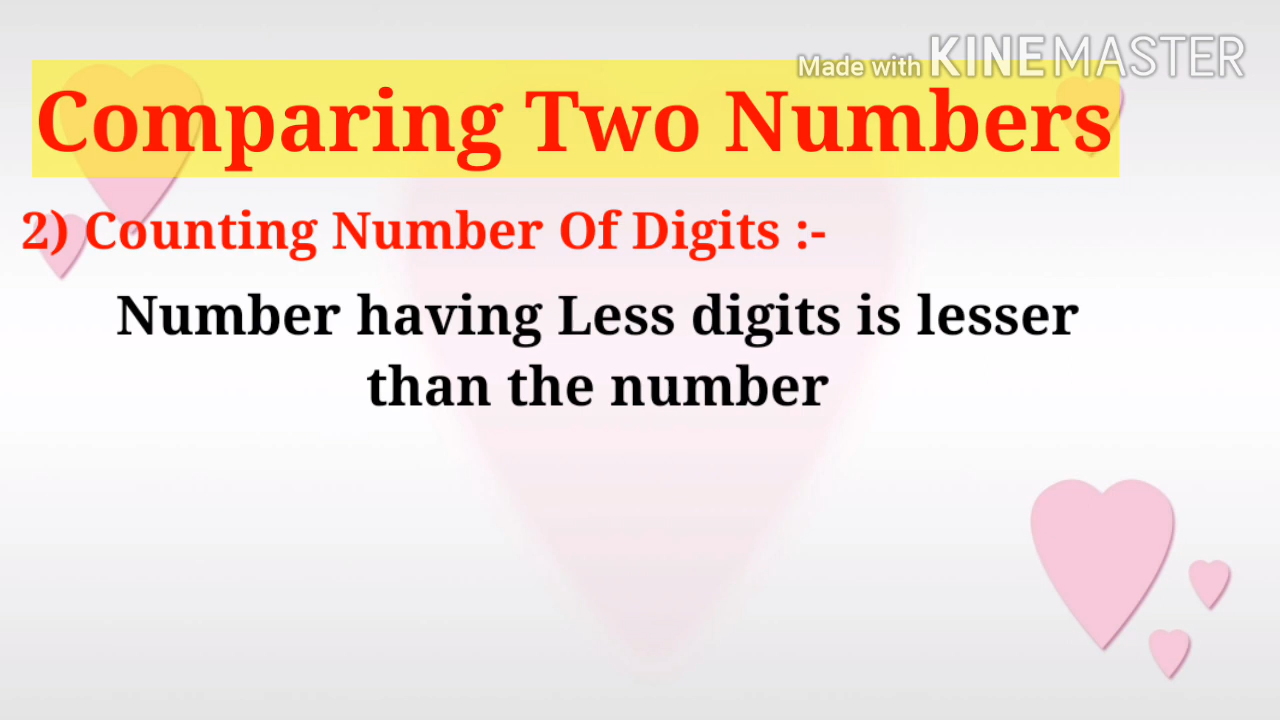 Made with KINEMASTER
Comparing Two Numbers
2) Counting Number Of Digits :-
Number having Less digits is lesser
than the number